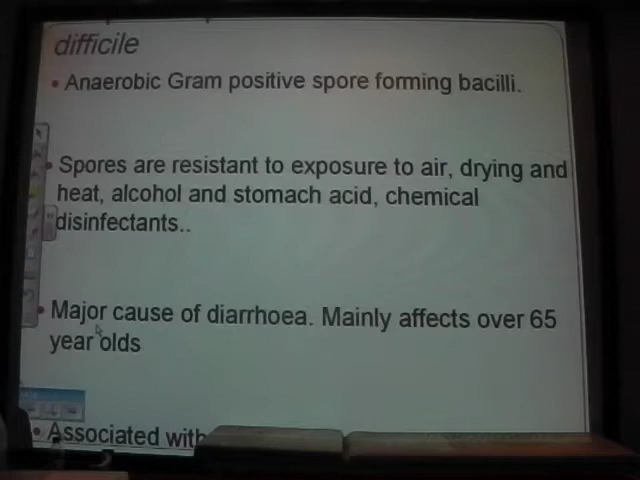 difficile
• Anaerobic Gram positive spore forming bacilli.
• Spores are resistant to exposure to air, drying and
heat, alcohol and stomach acid, chemical
disinfectants..
• Major cause of diarrhoea. Mainly affects over 65
year olds
• Associated with